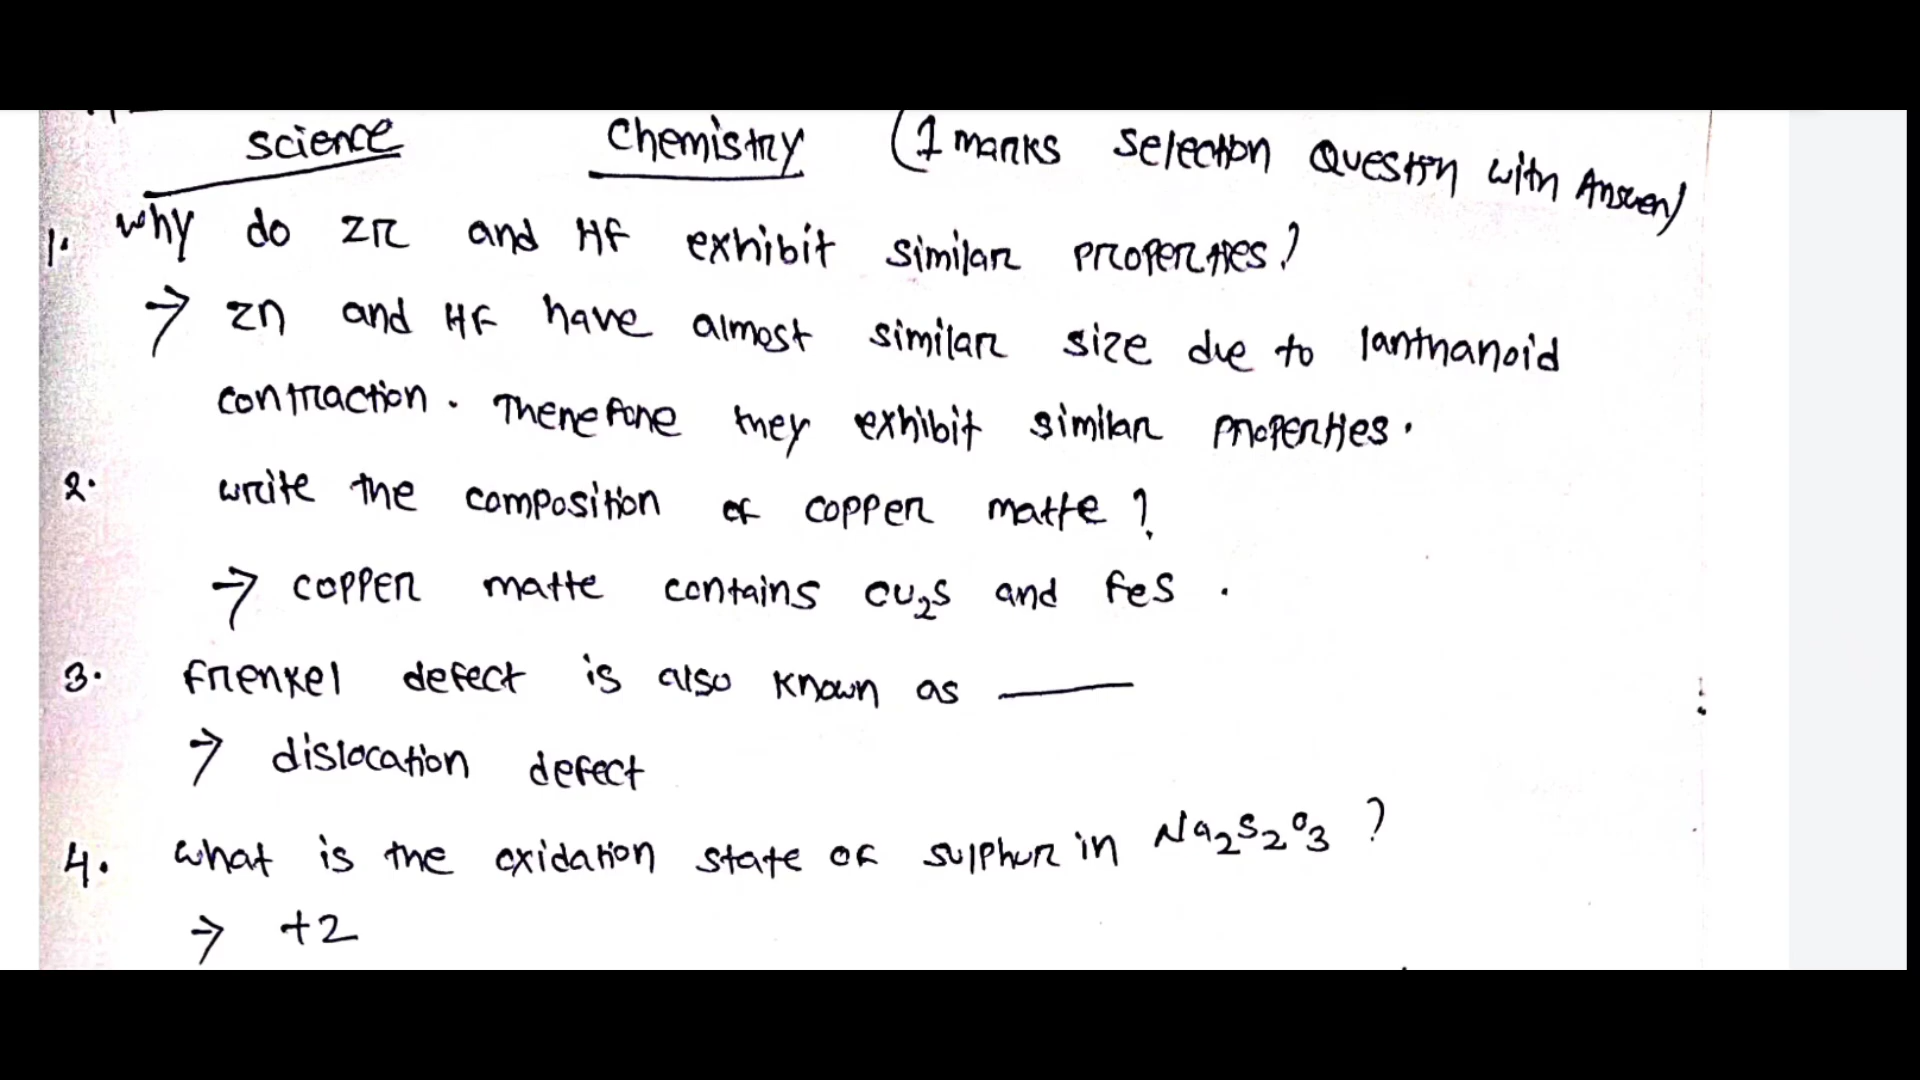 science Chemistry (1 marks selection Question with Answer)
1. Why do Zr and Hf exhibit similar properties?
→ Zn and Hf have almost similar size due to lanthanoid
contraction. Therefore they exhibit similar properties.
2. write the composition of copper matte?
→ copper matte contains Cu₂S and FeS.
3. Frenkel defect is also known as ___
→ dislocation defect
4. What is the oxidation state of sulphur in Na₂S₂O₃?
→ +2